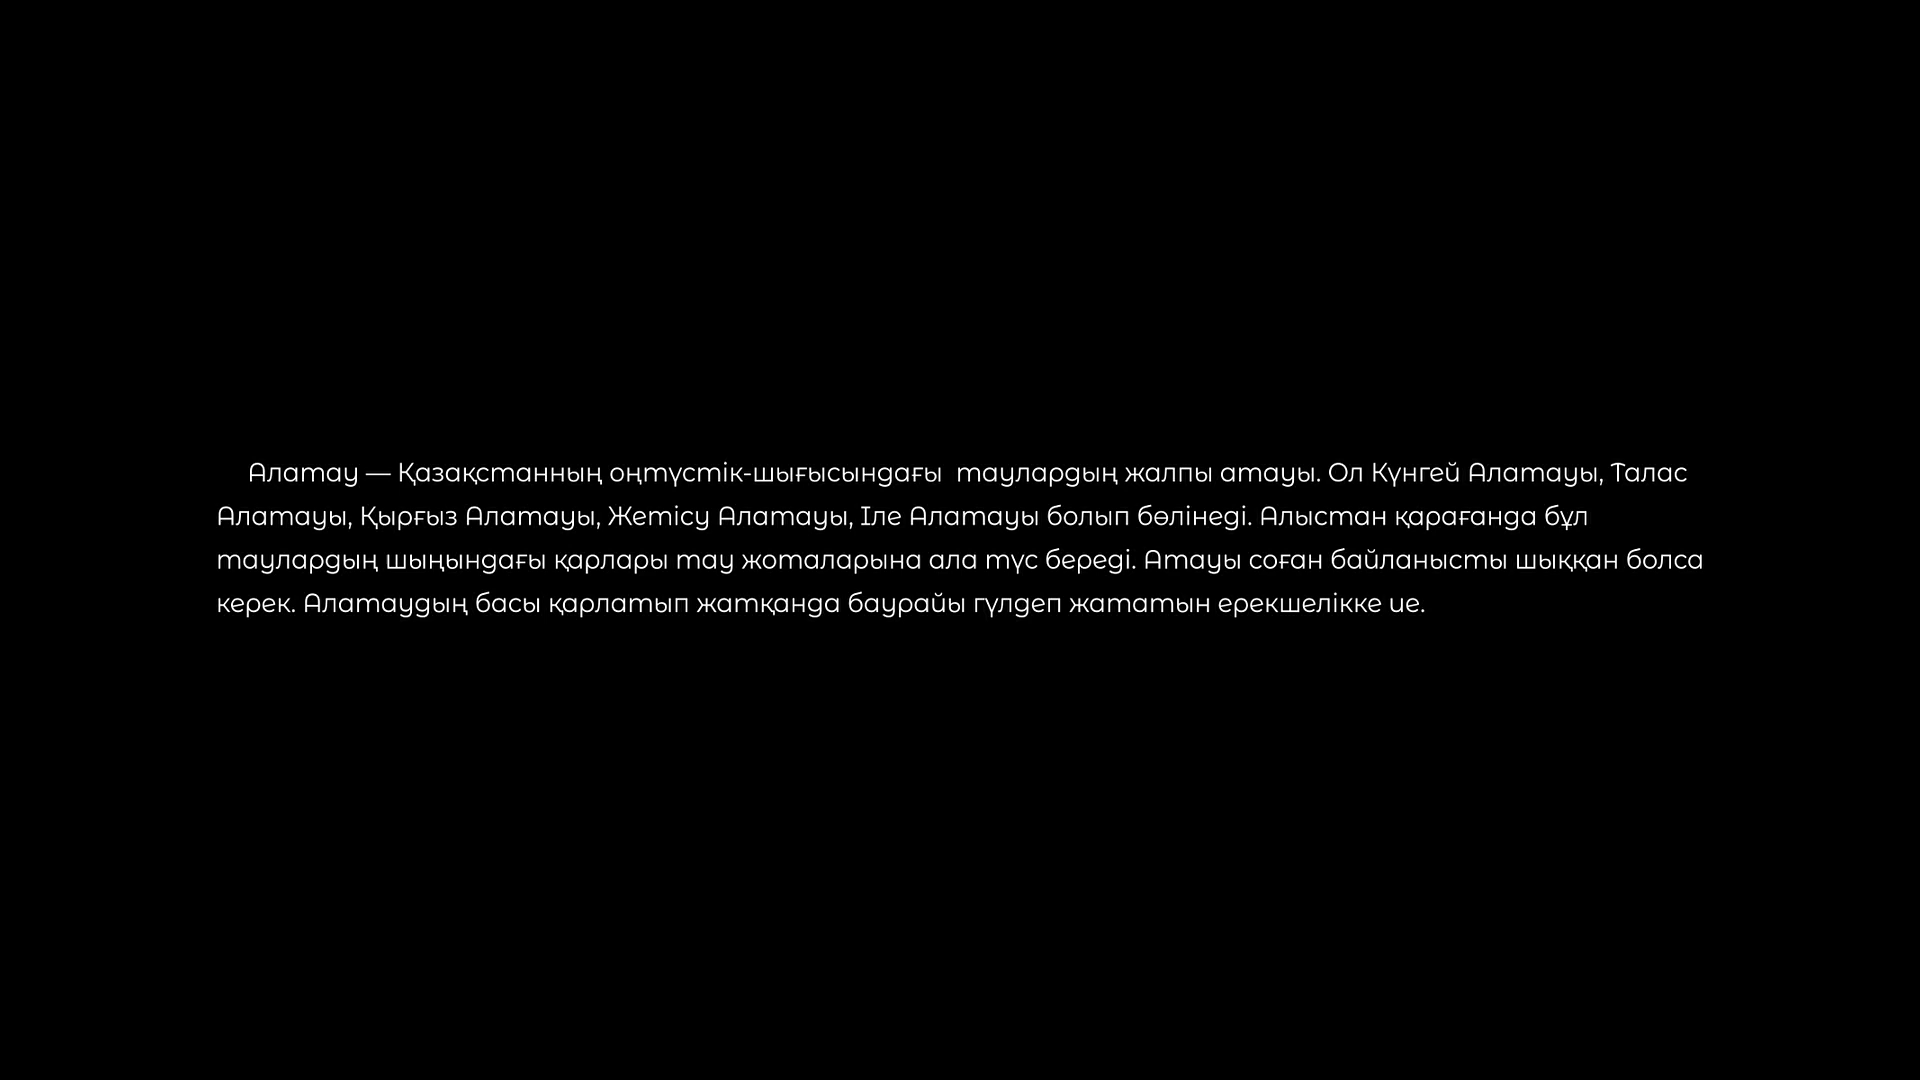 Алатау — Қазақстанның оңтүстік-шығысындағы  таулардың жалпы атауы. Ол Күнгей Алатауы, Талас
Алатауы, Қырғыз Алатауы, Жетісу Алатауы, Іле Алатауы болып бөлінеді. Алыстан қарағанда бұл
таулардың шыңындағы қарлары тау жоталарына ала түс береді. Атауы соған байланысты шыққан болса
керек. Алатаудың басы қарлатып жатқанда баурайы гүлдеп жататын ерекшелікке ие.